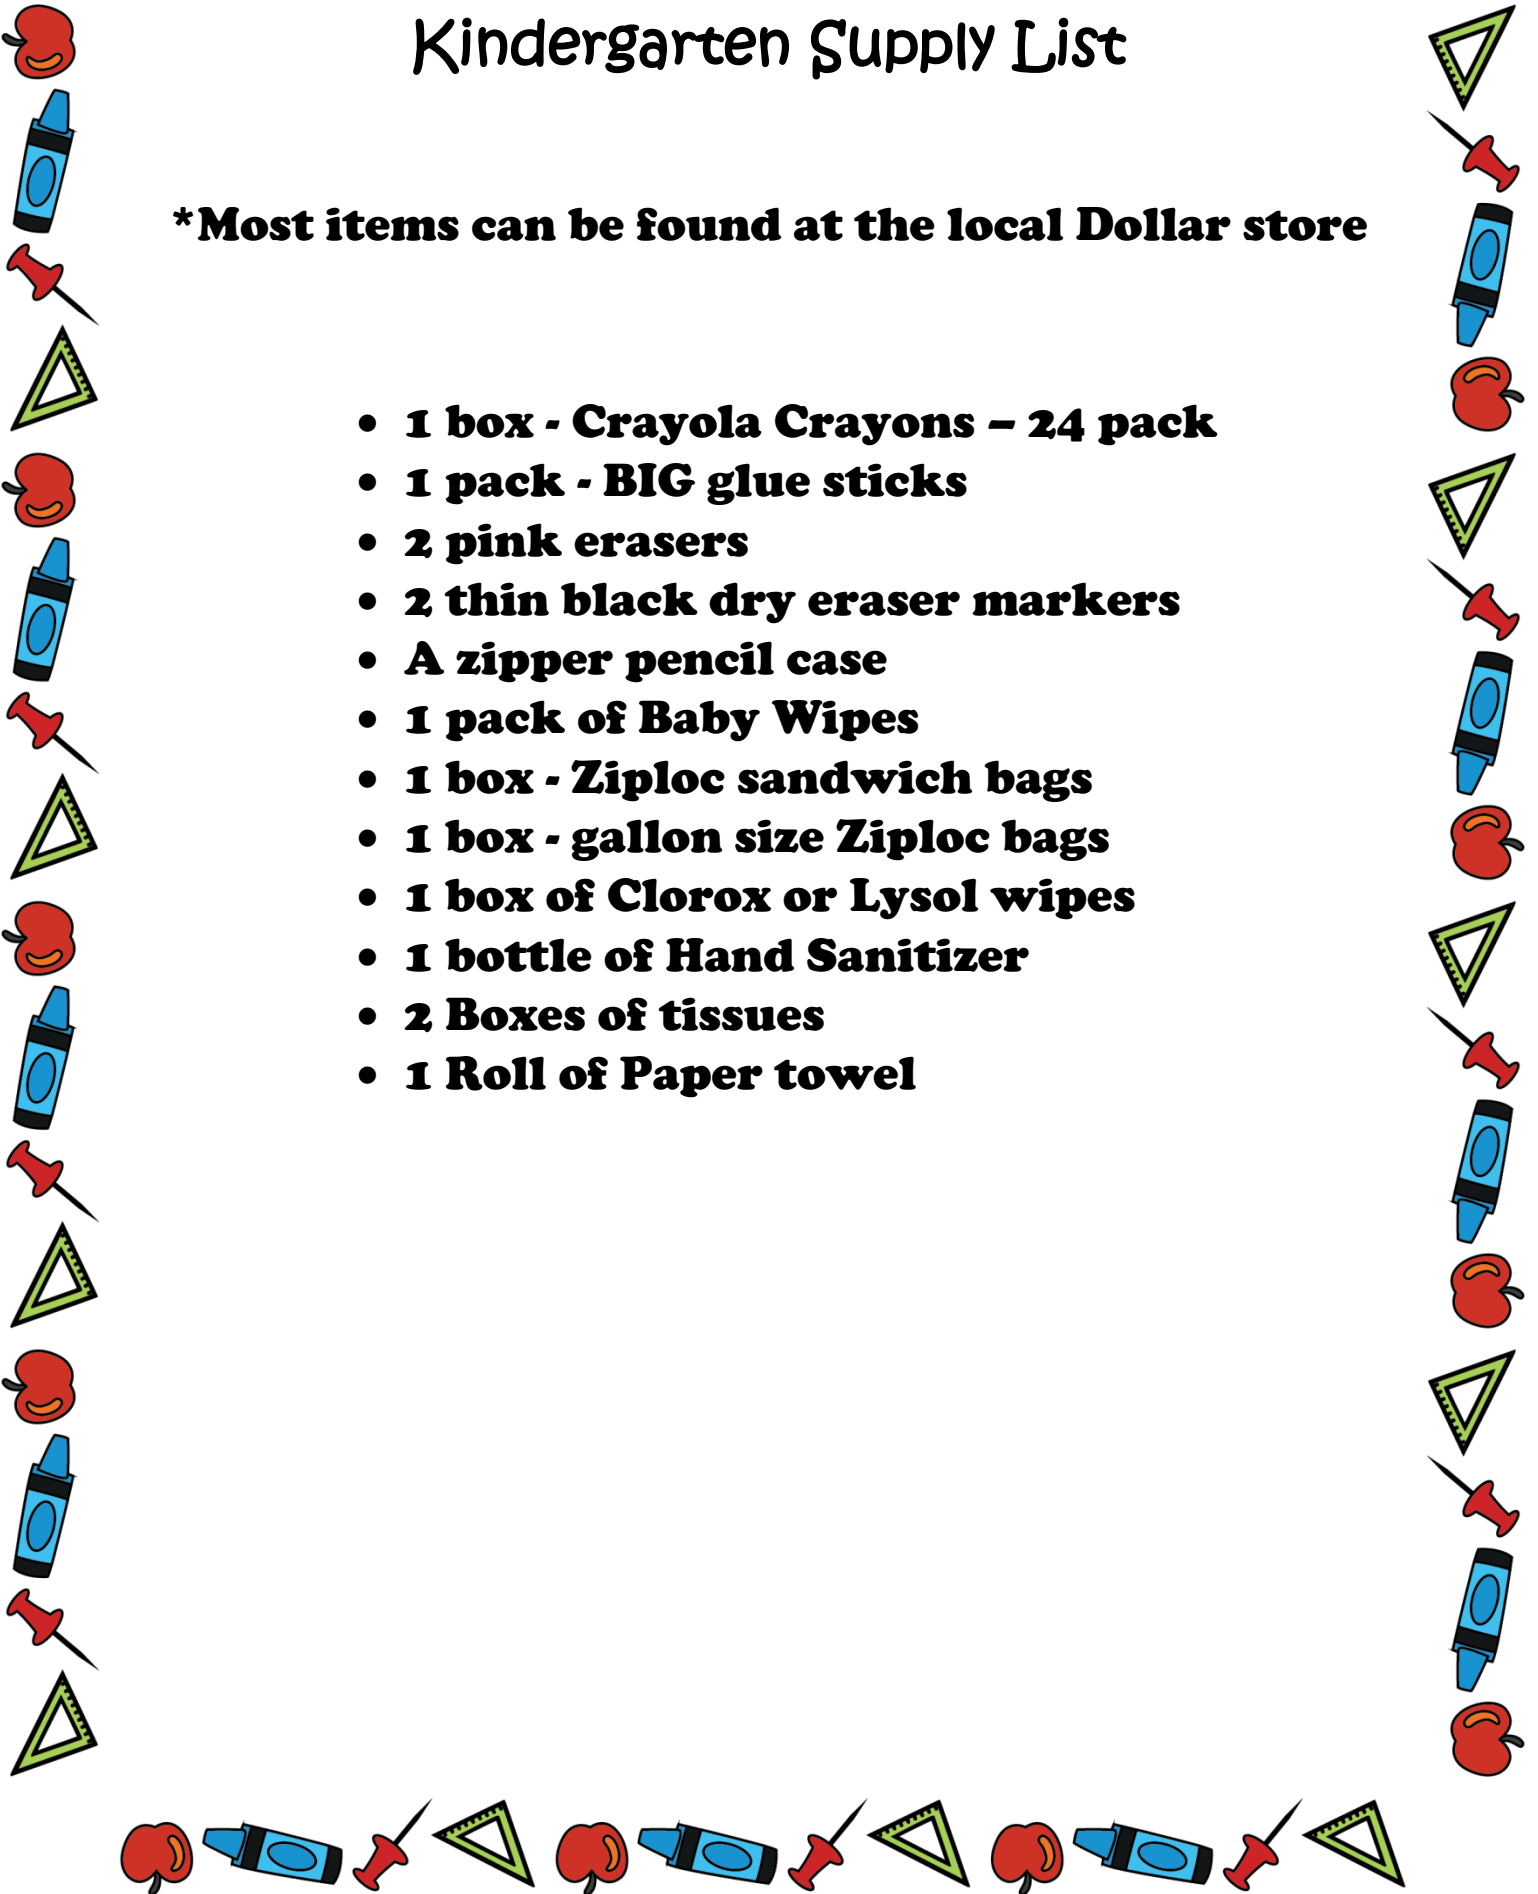 Kindergarten Supply List
*Most items can be found at the local Dollar store
• 1 box - Crayola Crayons – 24 pack
• 1 pack - BIG glue sticks
• 2 pink erasers
• 2 thin black dry eraser markers
• A zipper pencil case
• 1 pack of Baby Wipes
• 1 box - Ziploc sandwich bags
• 1 box - gallon size Ziploc bags
• 1 box of Clorox or Lysol wipes
• 1 bottle of Hand Sanitizer
• 2 Boxes of tissues
• 1 Roll of Paper towel